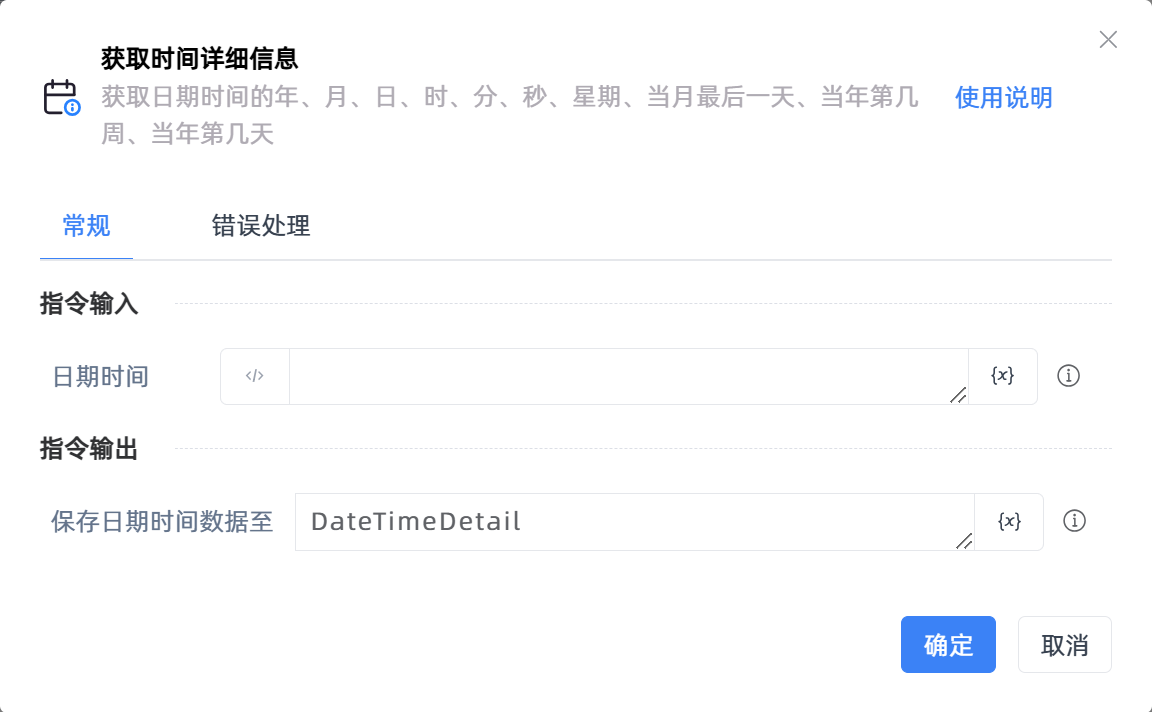 获取时间详细信息
获取日期时间的年、月、日、时、分、秒、星期、当月最后一天、当年第几
周、当年第几天
使用说明
常规
错误处理
指令输入
日期时间
</>
{x}
指令输出
保存日期时间数据至
DateTimeDetail
{x}
确定
取消